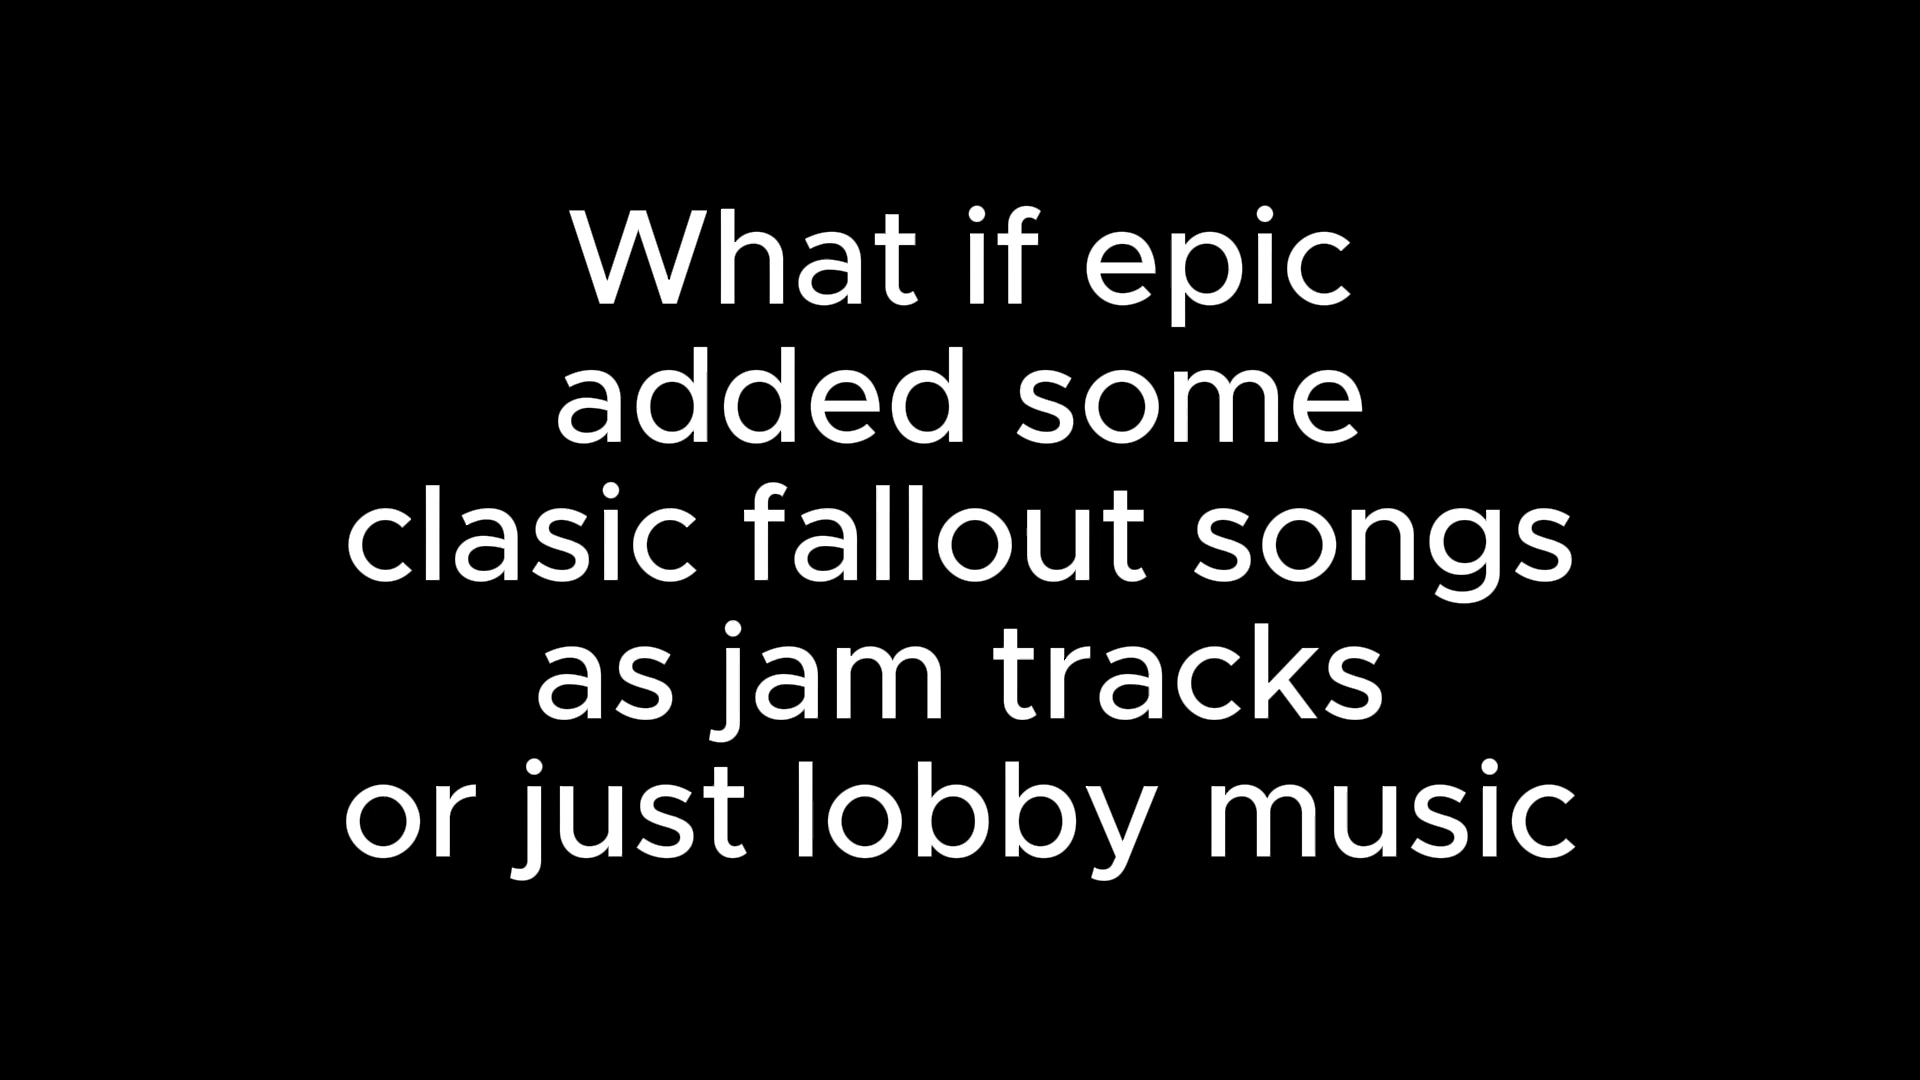 What if epic
added some
clasic fallout songs
as jam tracks
or just lobby music